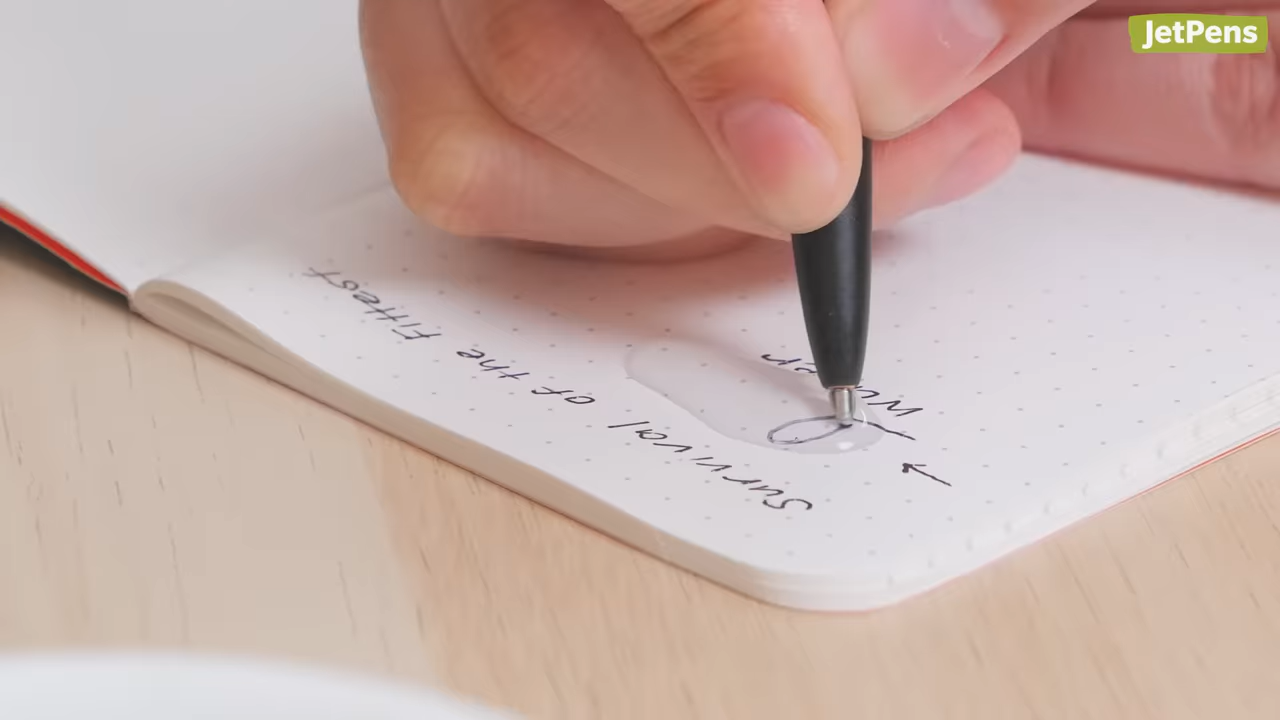 JetPens
Survival of the fittest